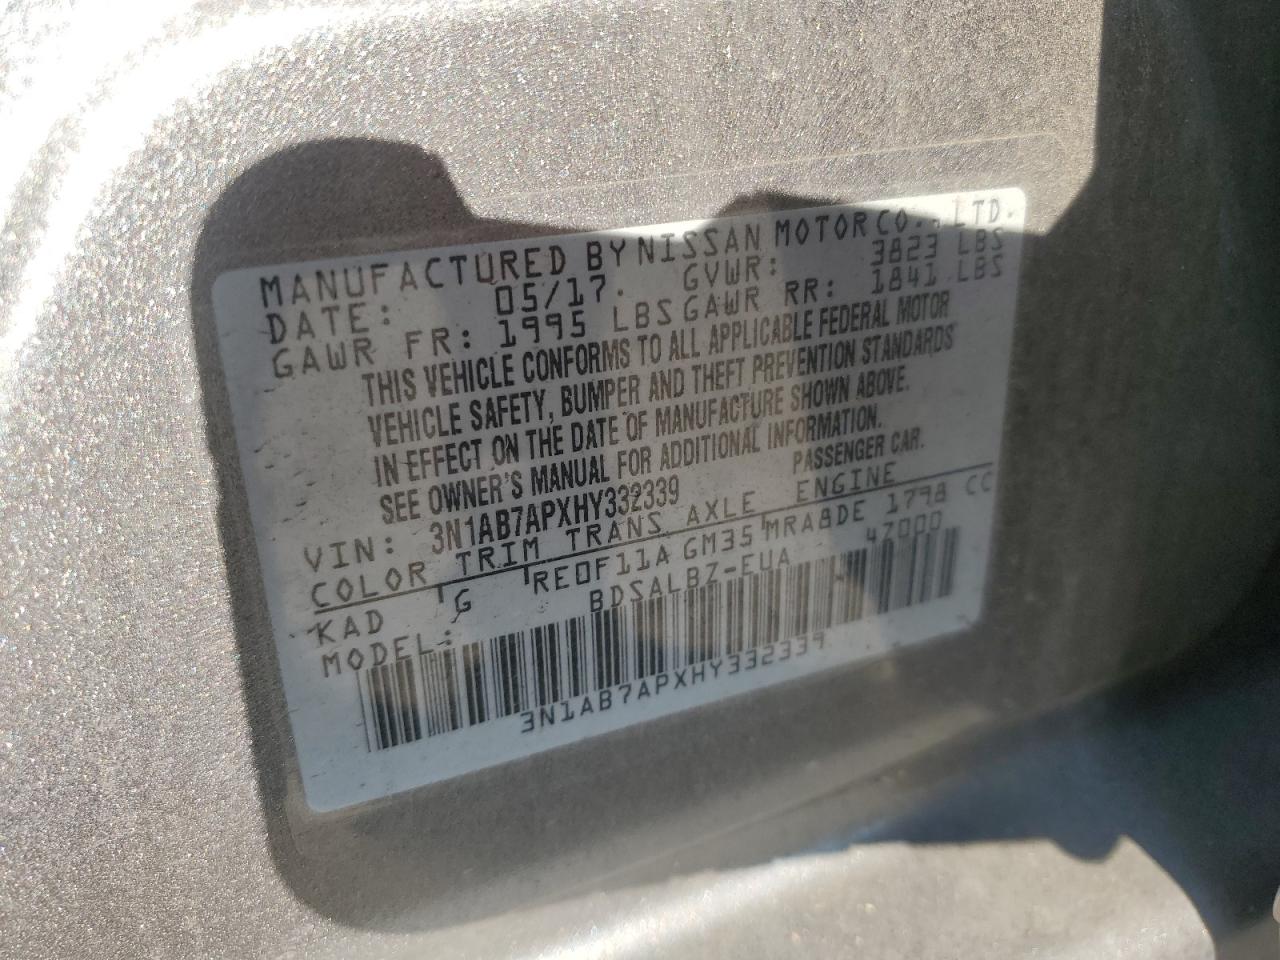 MANUFACTURED BY NISSAN MOTOR CO., LTD.
DATE: 05/17. GVWR: 3823 LBS
GAWR FR: 1995 LBS GAWR RR: 1841 LBS
THIS VEHICLE CONFORMS TO ALL APPLICABLE FEDERAL MOTOR
VEHICLE SAFETY, BUMPER AND THEFT PREVENTION STANDARDS
IN EFFECT ON THE DATE OF MANUFACTURE SHOWN ABOVE.
SEE OWNER'S MANUAL FOR ADDITIONAL INFORMATION.
VIN: 3N1AB7APXHY332339 PASSENGER CAR.
COLOR TRIM TRANS AXLE ENGINE
KAD G RE0F11A GM35 MRA8DE 1798 CC
MODEL: BDSALBZ-EUA 47000
3N1AB7APXHY332339